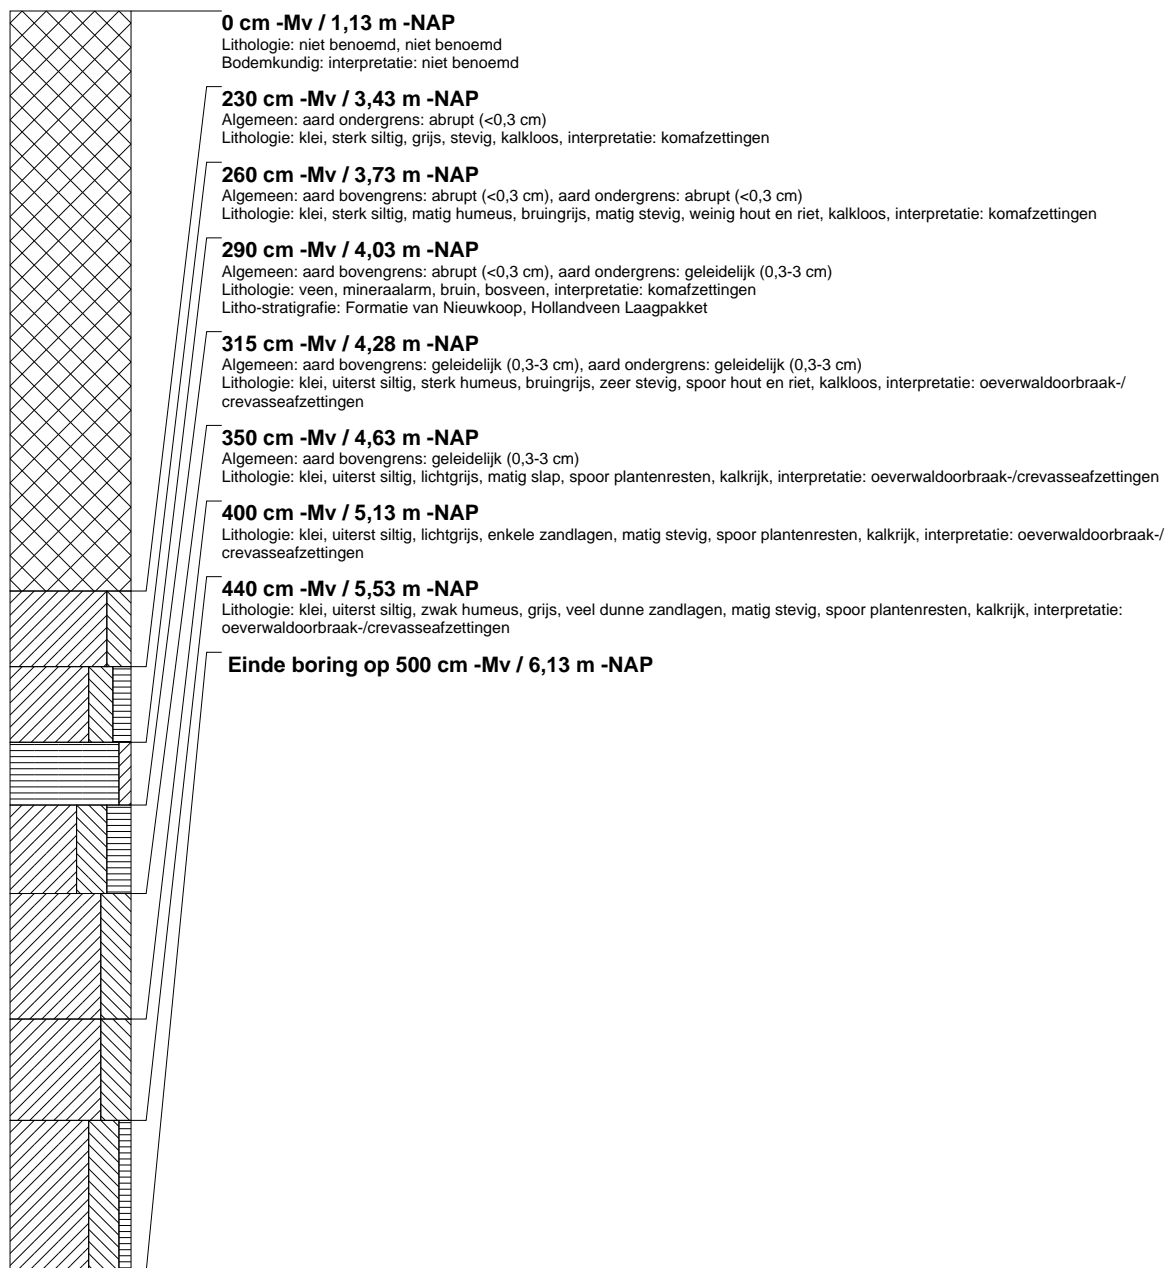 0 cm -Mv / 1,13 m -NAP
Lithologie: niet benoemd, niet benoemd
Bodemkundig: interpretatie: niet benoemd
230 cm -Mv / 3,43 m -NAP
Algemeen: aard ondergrens: abrupt (<0,3 cm)
Lithologie: klei, sterk siltig, grijs, stevig, kalkloos, interpretatie: komafzettingen
260 cm -Mv / 3,73 m -NAP
Algemeen: aard bovengrens: abrupt (<0,3 cm), aard ondergrens: abrupt (<0,3 cm)
Lithologie: klei, sterk siltig, matig humeus, bruingrijs, matig stevig, weinig hout en riet, kalkloos, interpretatie: komafzettingen
290 cm -Mv / 4,03 m -NAP
Algemeen: aard bovengrens: abrupt (<0,3 cm), aard ondergrens: geleidelijk (0,3-3 cm)
Lithologie: veen, mineraalarm, bruin, bosveen, interpretatie: komafzettingen
Litho-stratigrafie: Formatie van Nieuwkoop, Hollandveen Laagpakket
315 cm -Mv / 4,28 m -NAP
Algemeen: aard bovengrens: geleidelijk (0,3-3 cm), aard ondergrens: geleidelijk (0,3-3 cm)
Lithologie: klei, uiterst siltig, sterk humeus, bruingrijs, zeer stevig, spoor hout en riet, kalkloos, interpretatie: oeverwaldoorbraak-/
crevasseafzettingen
350 cm -Mv / 4,63 m -NAP
Algemeen: aard bovengrens: geleidelijk (0,3-3 cm)
Lithologie: klei, uiterst siltig, lichtgrijs, matig slap, spoor plantenresten, kalkrijk, interpretatie: oeverwaldoorbraak-/crevasseafzettingen
400 cm -Mv / 5,13 m -NAP
Lithologie: klei, uiterst siltig, lichtgrijs, enkele zandlagen, matig stevig, spoor plantenresten, kalkrijk, interpretatie: oeverwaldoorbraak-/
crevasseafzettingen
440 cm -Mv / 5,53 m -NAP
Lithologie: klei, uiterst siltig, zwak humeus, grijs, veel dunne zandlagen, matig stevig, spoor plantenresten, kalkrijk, interpretatie:
oeverwaldoorbraak-/crevasseafzettingen
Einde boring op 500 cm -Mv / 6,13 m -NAP